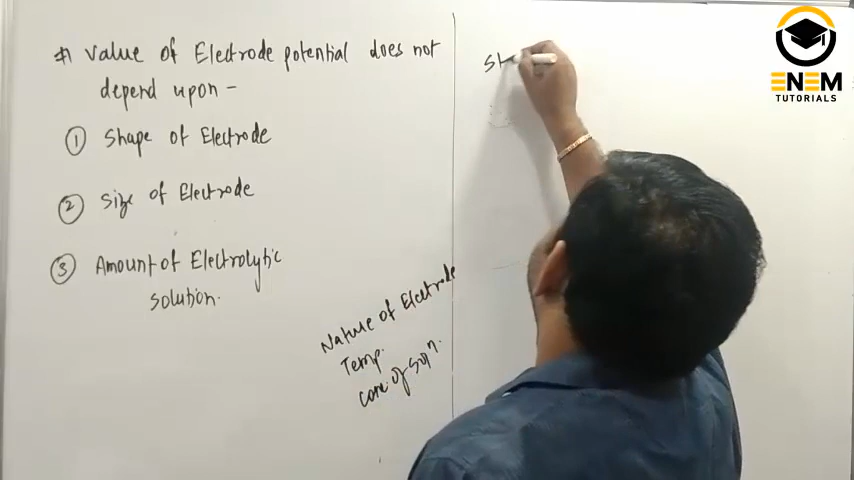 #) Value of Electrode potential does not
depend upon -
① Shape of Electrode
② Size of Electrode
③ Amount of Electrolytic
solution.
Nature of Electrode
Temp.
conc. of solⁿ.
ENEM
TUTORIALS